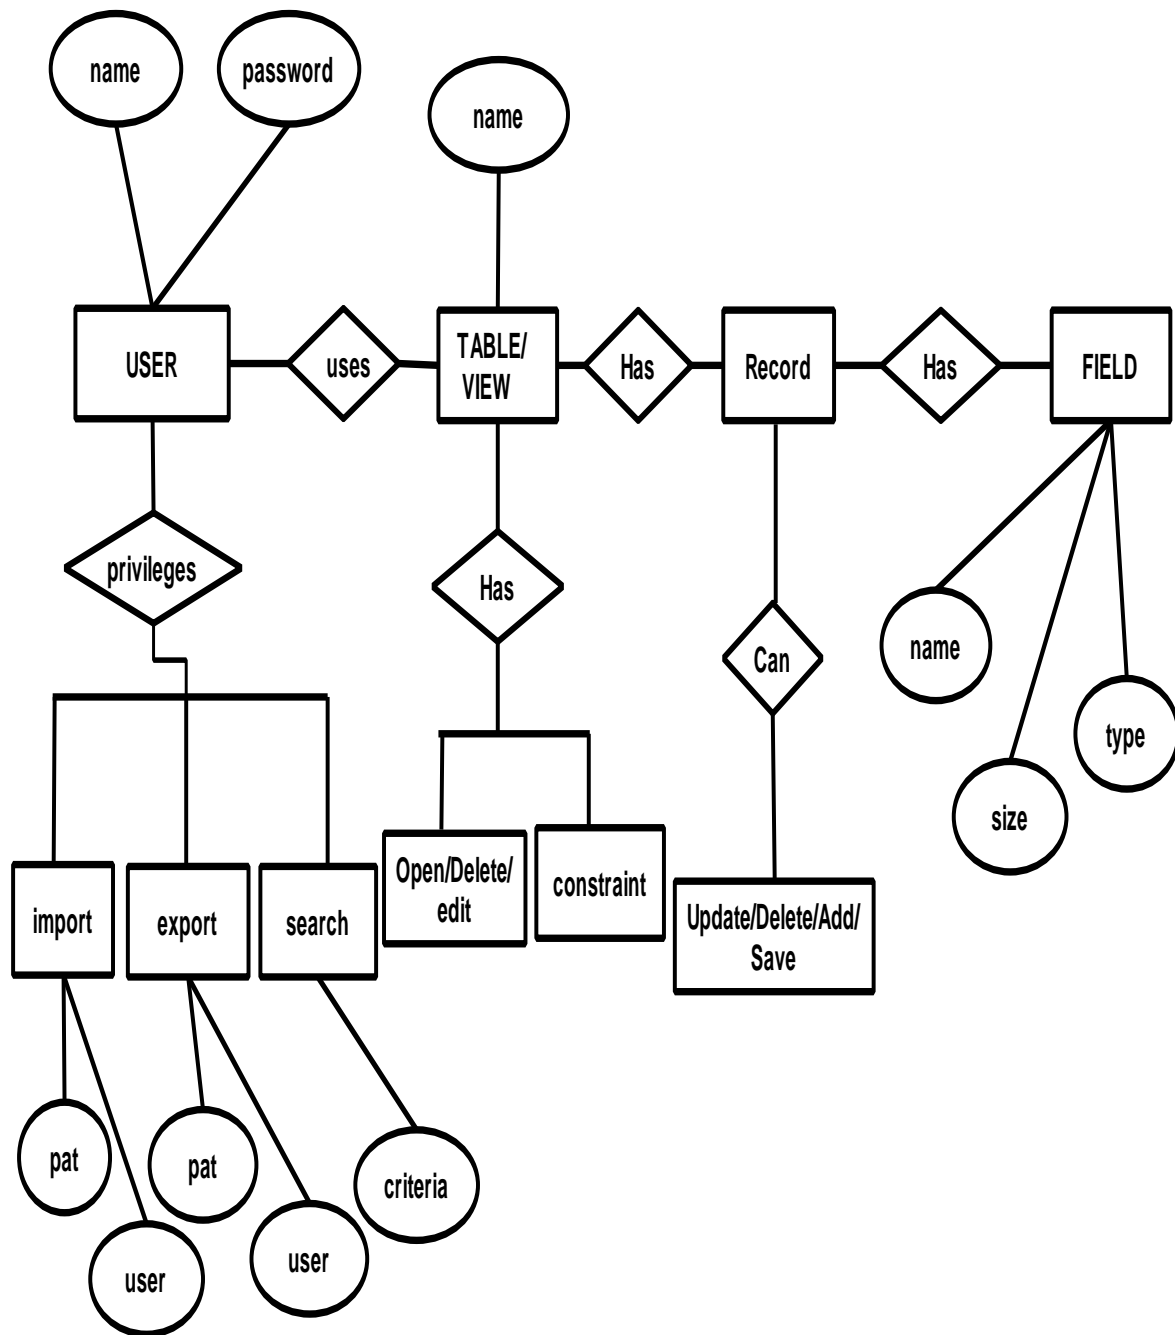 name
password
name
USER
uses
TABLE/
VIEW
Has
Record
Has
FIELD
privileges
Has
Can
name
type
size
import
export
search
Open/Delete/
edit
constraint
Update/Delete/Add/
Save
pat
pat
criteria
user
user